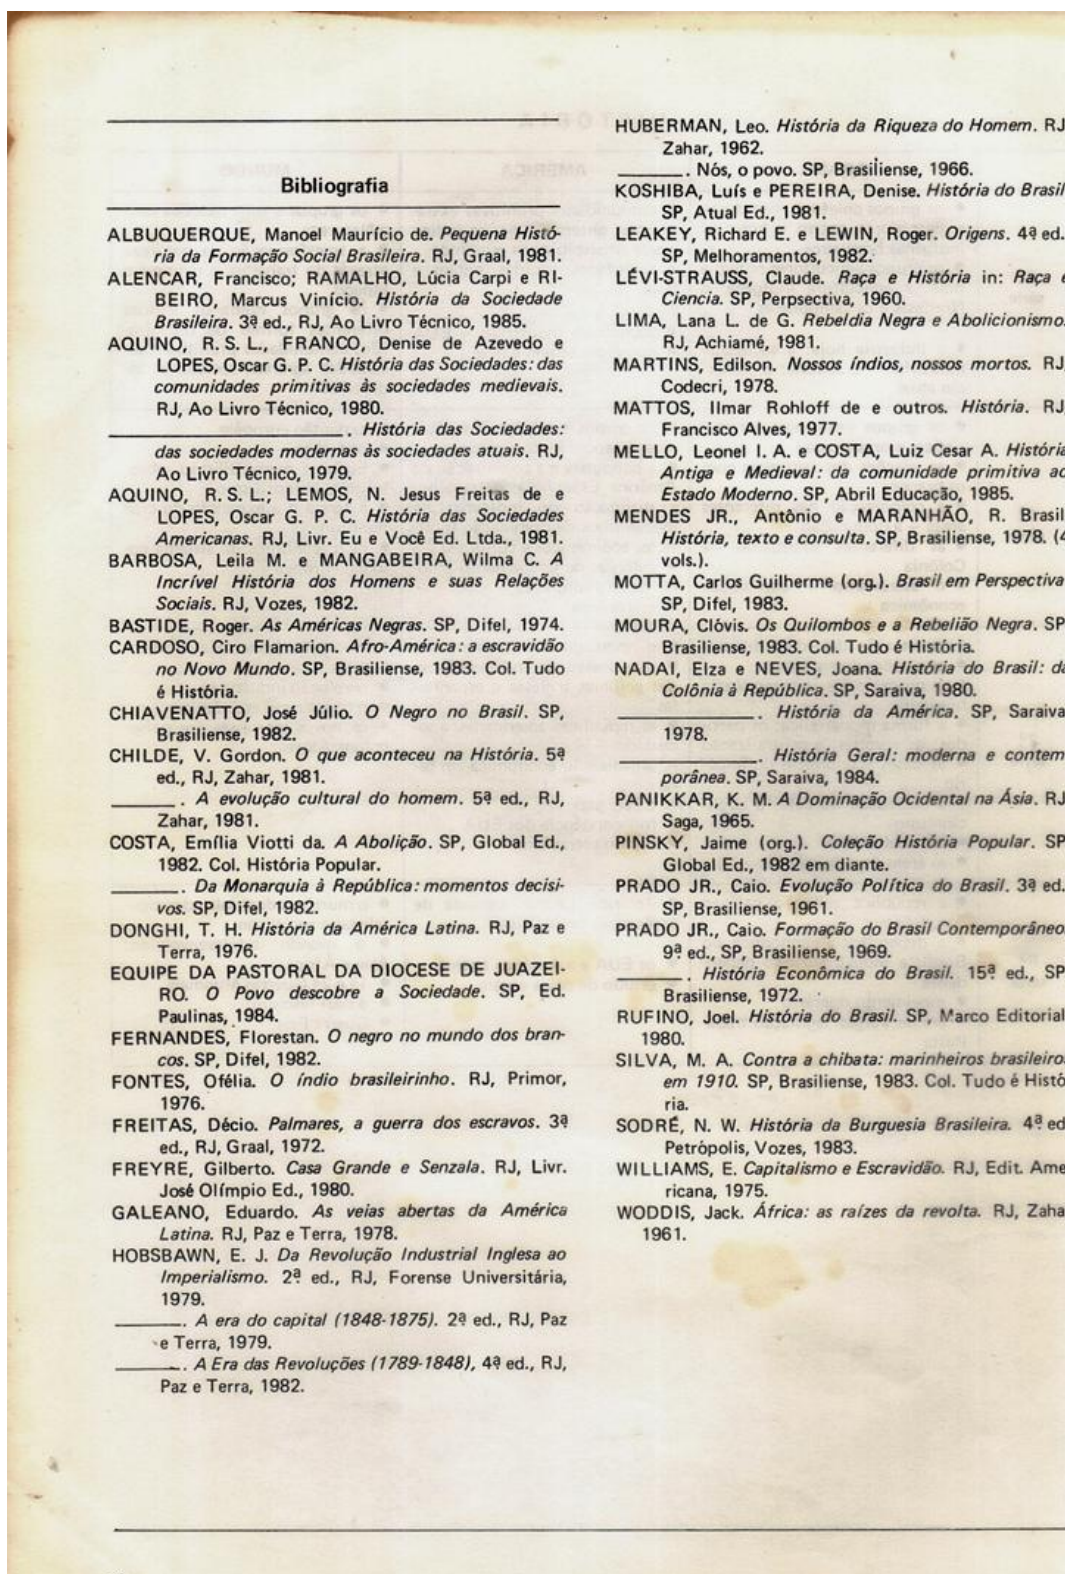 Bibliografia
ALBUQUERQUE, Manoel Maurício de. Pequena Histó-
ria da Formação Social Brasileira. RJ, Graal, 1981.
ALENCAR, Francisco; RAMALHO, Lúcia Carpi e RI-
BEIRO, Marcus Vinício. História da Sociedade
Brasileira. 3ª ed., RJ, Ao Livro Técnico, 1985.
AQUINO, R. S. L., FRANCO, Denise de Azevedo e
LOPES, Oscar G. P. C. História das Sociedades: das
comunidades primitivas às sociedades medievais.
RJ, Ao Livro Técnico, 1980.
____________________. História das Sociedades:
das sociedades modernas às sociedades atuais. RJ,
Ao Livro Técnico, 1979.
AQUINO, R. S. L.; LEMOS, N. Jesus Freitas de e
LOPES, Oscar G. P. C. História das Sociedades
Americanas. RJ, Livr. Eu e Você Ed. Ltda., 1981.
BARBOSA, Leila M. e MANGABEIRA, Wilma C. A
Incrível História dos Homens e suas Relações
Sociais. RJ, Vozes, 1982.
BASTIDE, Roger. As Américas Negras. SP, Difel, 1974.
CARDOSO, Ciro Flamarion. Afro-América: a escravidão
no Novo Mundo. SP, Brasiliense, 1983. Col. Tudo
é História.
CHIAVENATTO, José Júlio. O Negro no Brasil. SP,
Brasiliense, 1982.
CHILDE, V. Gordon. O que aconteceu na História. 5ª
ed., RJ, Zahar, 1981.
______. A evolução cultural do homem. 5ª ed., RJ,
Zahar, 1981.
COSTA, Emília Viotti da. A Abolição. SP, Global Ed.,
1982. Col. História Popular.
______. Da Monarquia à República: momentos decisi-
vos. SP, Difel, 1982.
DONGHI, T. H. História da América Latina. RJ, Paz e
Terra, 1976.
EQUIPE DA PASTORAL DA DIOCESE DE JUAZEI-
RO. O Povo descobre a Sociedade. SP, Ed.
Paulinas, 1984.
FERNANDES, Florestan. O negro no mundo dos bran-
cos. SP, Difel, 1982.
FONTES, Ofélia. O índio brasileirinho. RJ, Primor,
1976.
FREITAS, Décio. Palmares, a guerra dos escravos. 3ª
ed., RJ, Graal, 1972.
FREYRE, Gilberto. Casa Grande e Senzala. RJ, Livr.
José Olímpio Ed., 1980.
GALEANO, Eduardo. As veias abertas da América
Latina. RJ, Paz e Terra, 1978.
HOBSBAWN, E. J. Da Revolução Industrial Inglesa ao
Imperialismo. 2ª ed., RJ, Forense Universitária,
1979.
______. A era do capital (1848-1875). 2ª ed., RJ, Paz
e Terra, 1979.
______. A Era das Revoluções (1789-1848), 4ª ed., RJ,
Paz e Terra, 1982.
HUBERMAN, Leo. História da Riqueza do Homem. RJ
Zahar, 1962.
______. Nós, o povo. SP, Brasiliense, 1966.
KOSHIBA, Luís e PEREIRA, Denise. História do Brasil
SP, Atual Ed., 1981.
LEAKEY, Richard E. e LEWIN, Roger. Origens. 4ª ed.
SP, Melhoramentos, 1982.
LÉVI-STRAUSS, Claude. Raça e História in: Raça e
Ciencia. SP, Perpsectiva, 1960.
LIMA, Lana L. de G. Rebeldia Negra e Abolicionismo.
RJ, Achiamé, 1981.
MARTINS, Edilson. Nossos índios, nossos mortos. RJ,
Codecri, 1978.
MATTOS, Ilmar Rohloff de e outros. História. RJ
Francisco Alves, 1977.
MELLO, Leonel I. A. e COSTA, Luiz Cesar A. História
Antiga e Medieval: da comunidade primitiva ao
Estado Moderno. SP, Abril Educação, 1985.
MENDES JR., Antônio e MARANHÃO, R. Brasil
História, texto e consulta. SP, Brasiliense, 1978. (4
vols.).
MOTTA, Carlos Guilherme (org.). Brasil em Perspectiva
SP, Difel, 1983.
MOURA, Clóvis. Os Quilombos e a Rebelião Negra. SP
Brasiliense, 1983. Col. Tudo é História.
NADAI, Elza e NEVES, Joana. História do Brasil: da
Colônia à República. SP, Saraiva, 1980.
____________. História da América. SP, Saraiva
1978.
____________. História Geral: moderna e contem
porânea. SP, Saraiva, 1984.
PANIKKAR, K. M. A Dominação Ocidental na Ásia. RJ
Saga, 1965.
PINSKY, Jaime (org.). Coleção História Popular. SP
Global Ed., 1982 em diante.
PRADO JR., Caio. Evolução Política do Brasil. 3ª ed.
SP, Brasiliense, 1961.
PRADO JR., Caio. Formação do Brasil Contemporâneo
9ª ed., SP, Brasiliense, 1969.
______. História Econômica do Brasil. 15ª ed., SP
Brasiliense, 1972.
RUFINO, Joel. História do Brasil. SP, Marco Editorial
1980.
SILVA, M. A. Contra a chibata: marinheiros brasileiros
em 1910. SP, Brasiliense, 1983. Col. Tudo é Histó
ria.
SODRÉ, N. W. História da Burguesia Brasileira. 4ª ed
Petrópolis, Vozes, 1983.
WILLIAMS, E. Capitalismo e Escravidão. RJ, Edit. Ame
ricana, 1975.
WODDIS, Jack. África: as raízes da revolta. RJ, Zaha
1961.